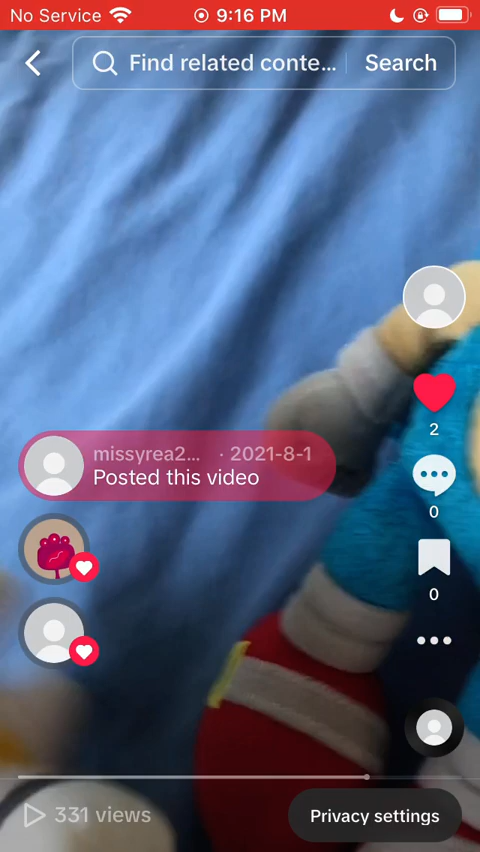 No Service 9:16 PM
Find related conte... Search
2
missyrea2... · 2021-8-1
Posted this video
0
0
331 views
Privacy settings